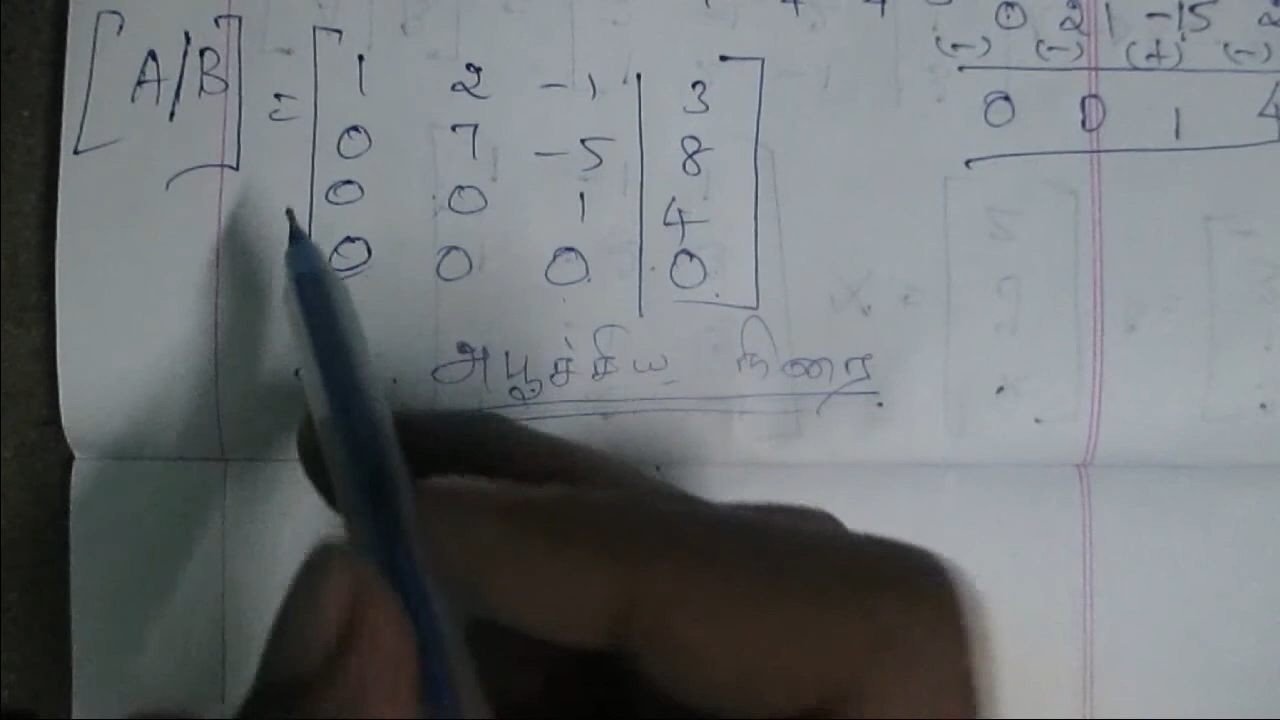 0 21 -15
(-) (-) (+) (-)
0 0 1 4
[A/B] = [ 1 2 -1 | 3 ]
0 7 -5 | 8
0 0 1 | 4
0 0 0 | 0
அபூச்சிய நிரை